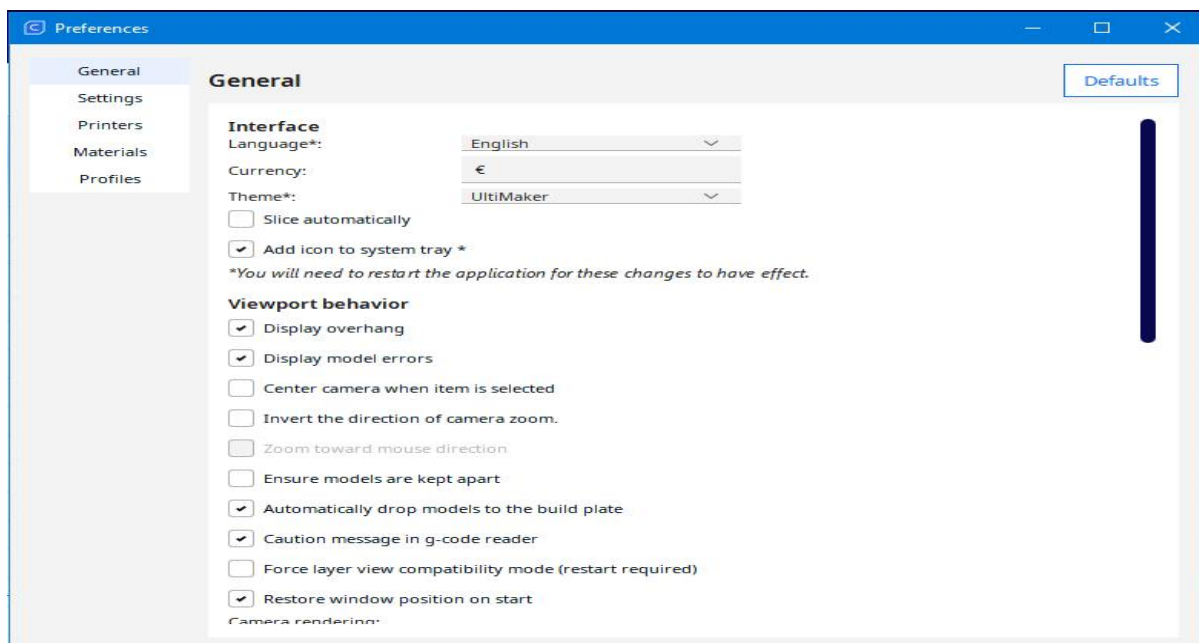 Preferences
General
Settings
Printers
Materials
Profiles
General
Defaults
Interface
Language*: English
Currency: €
Theme*: UltiMaker
Slice automatically
Add icon to system tray *
*You will need to restart the application for these changes to have effect.
Viewport behavior
Display overhang
Display model errors
Center camera when item is selected
Invert the direction of camera zoom.
Zoom toward mouse direction
Ensure models are kept apart
Automatically drop models to the build plate
Caution message in g-code reader
Force layer view compatibility mode (restart required)
Restore window position on start
Camera rendering: